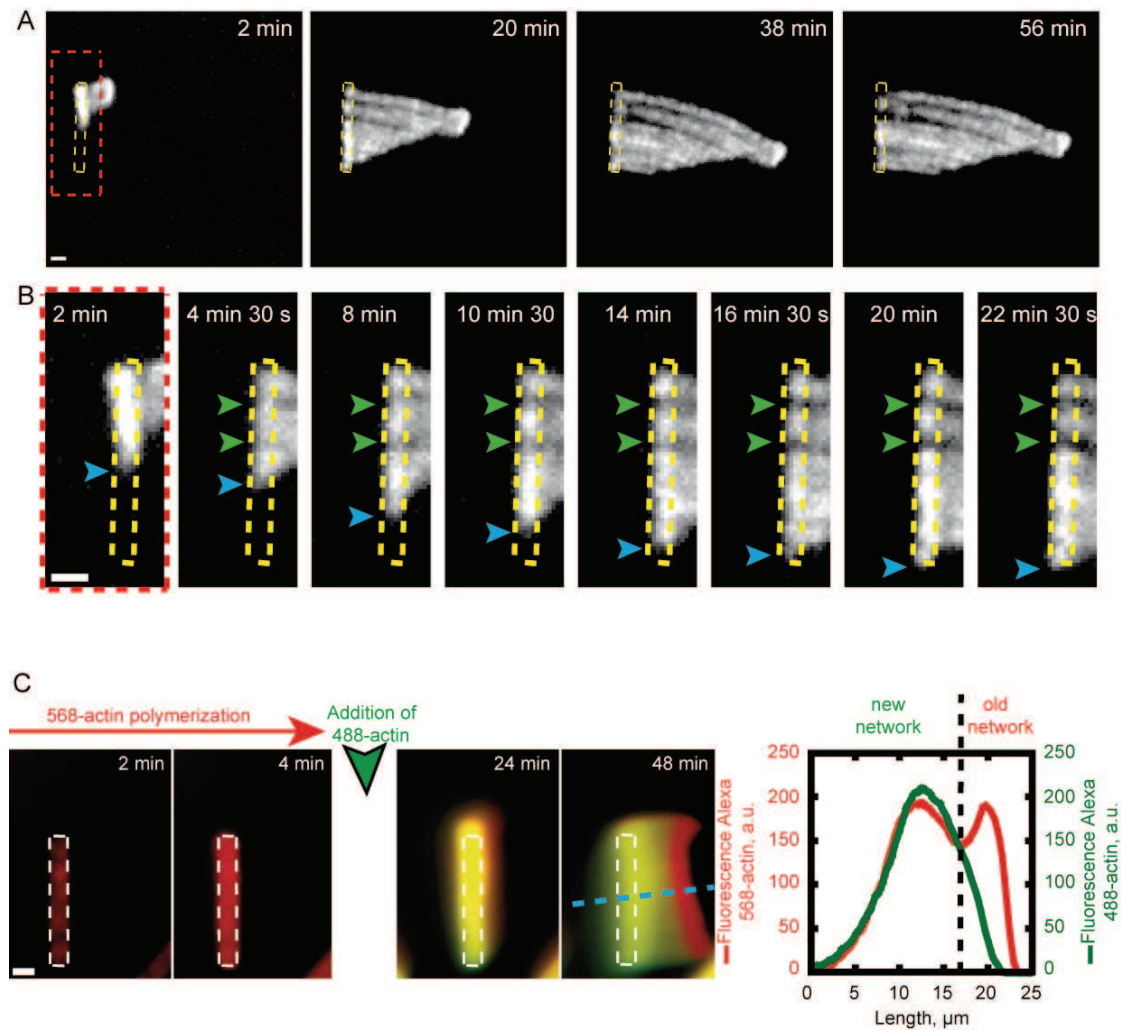 A
2 min
20 min
38 min
56 min
B
2 min
4 min 30 s
8 min
10 min 30
14 min
16 min 30 s
20 min
22 min 30 s
C
568-actin polymerization
Addition of
488-actin
2 min
4 min
24 min
48 min
new
network
old
network
Fluorescence Alexa
568-actin, a.u.
250
200
150
100
50
0
250
200
150
100
50
0
Fluorescence Alexa
488-actin, a.u.
0 5 10 15 20 25
Length, µm